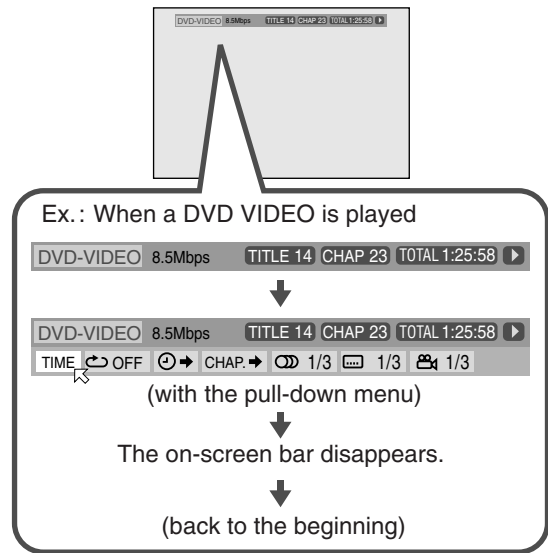 DVD-VIDEO 8.5Mbps TITLE 14 CHAP 23 TOTAL 1:25:58
Ex.: When a DVD VIDEO is played
DVD-VIDEO 8.5Mbps TITLE 14 CHAP 23 TOTAL 1:25:58
DVD-VIDEO 8.5Mbps TITLE 14 CHAP 23 TOTAL 1:25:58
TIME OFF CHAP. 1/3 1/3 1/3
(with the pull-down menu)
The on-screen bar disappears.
(back to the beginning)